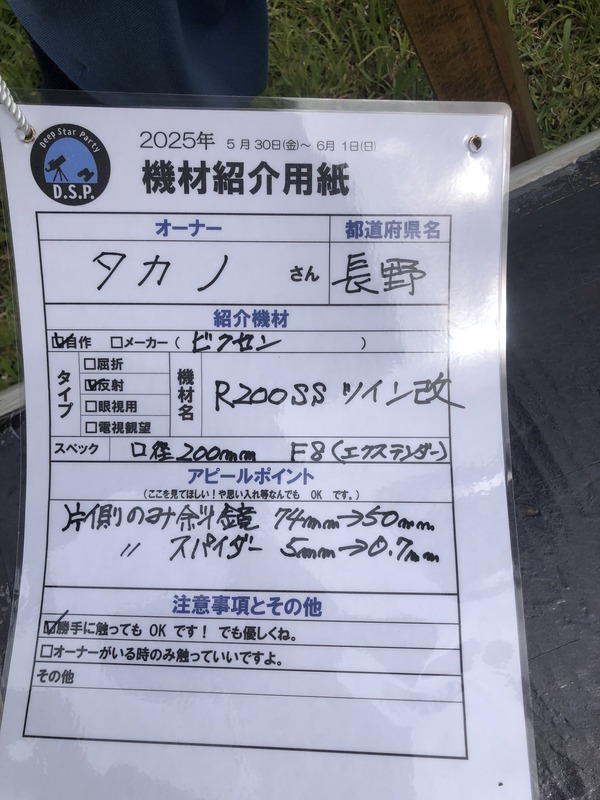 Deep Star Party
D.S.P.
2025年 5月30日(金)～ 6月 1日(日)
機材紹介用紙
オーナー 都道府県名
タカノ さん 長野
紹介機材
☑自作 □メーカー ( ビクセン )
タイプ
□屈折
☑反射
□眼視用
□電視観望
機材名
R200SS ツイン改
スペック 口径200mm F8(エクステンダー)
アピールポイント
(ここを見てほしい!や思い入れ等なんでも OK です。)
片側のみ斜鏡 74mm→50mm
〃 スパイダー 5mm→0.7mm
注意事項とその他
☑勝手に触っても OK です! でも優しくね。
□オーナーがいる時のみ触っていいですよ。
その他